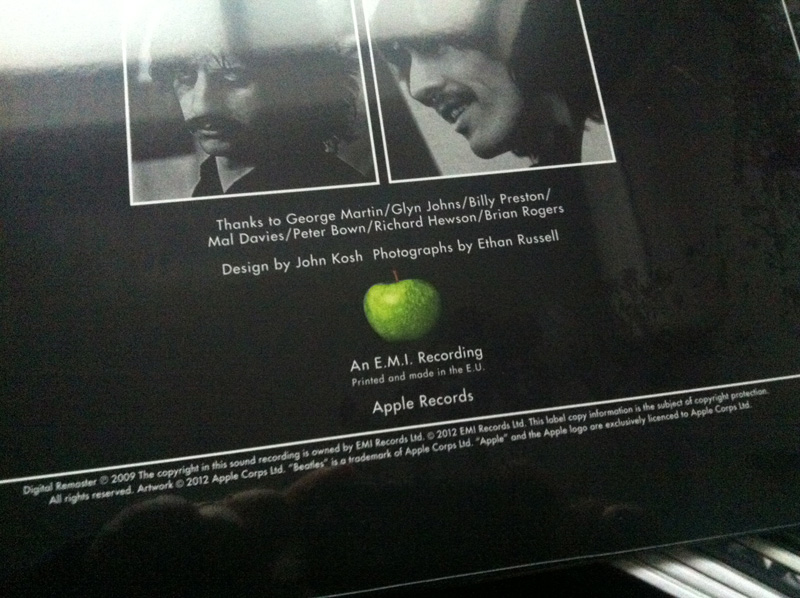 Thanks to George Martin/Glyn Johns/Billy Preston/
Mal Davies/Peter Bown/Richard Hewson/Brian Rogers
Design by John Kosh Photographs by Ethan Russell
An E.M.I. Recording
Printed and made in the E.U.
Apple Records
Digital Remaster ℗ 2009 The copyright in this sound recording is owned by EMI Records Ltd. © 2012 EMI Records Ltd. This label copy information is the subject of copyright protection.
All rights reserved. Artwork © 2012 Apple Corps Ltd. "Beatles" is a trademark of Apple Corps Ltd. "Apple" and the Apple logo are exclusively licenced to Apple Corps Ltd.